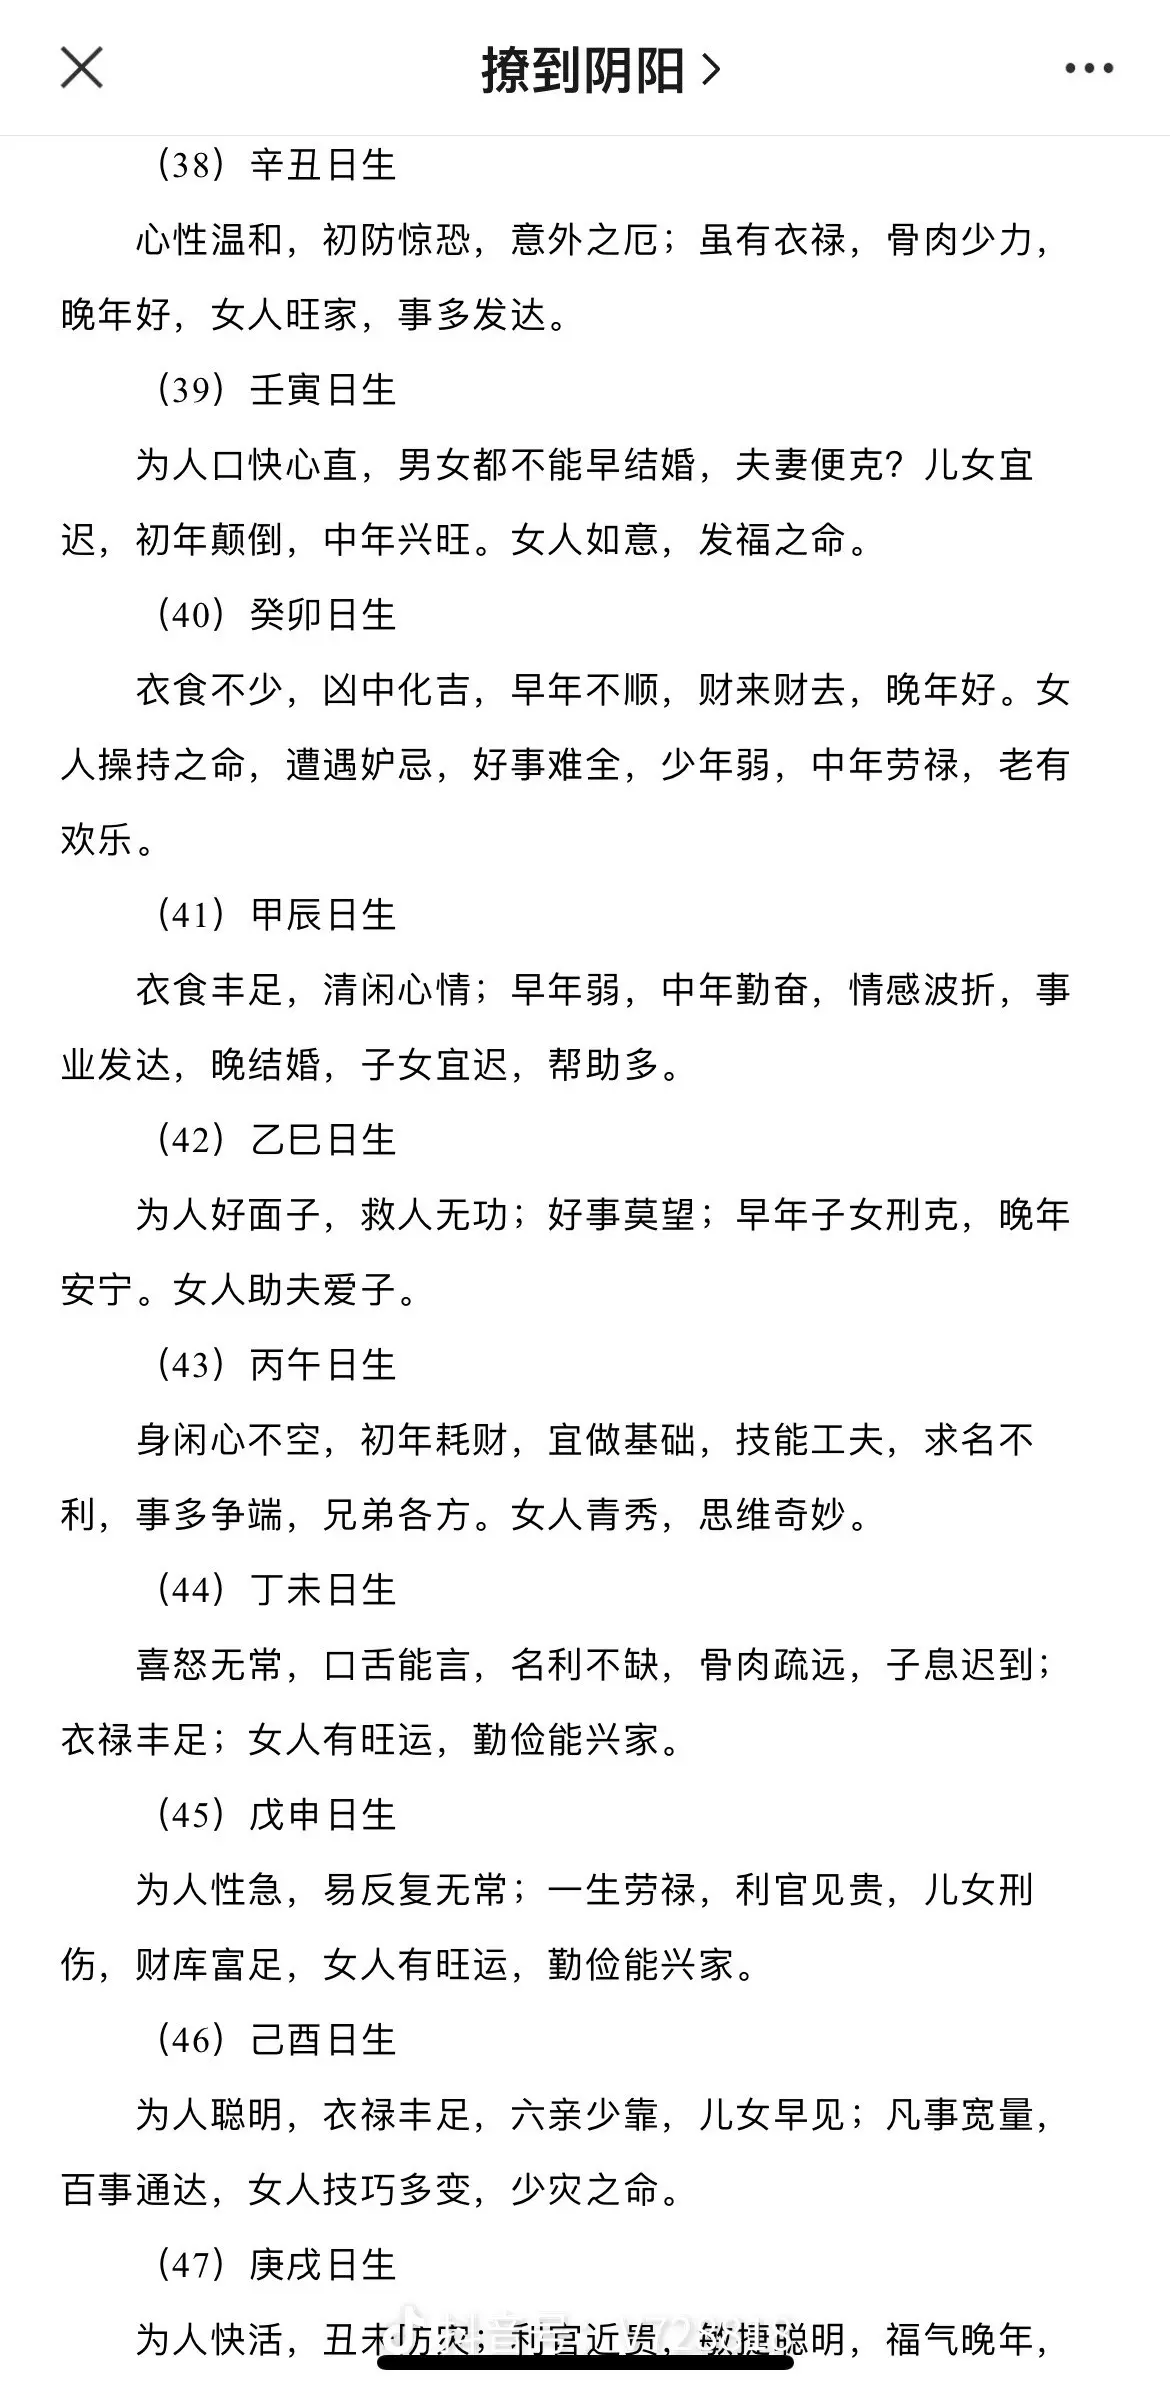 撩到阴阳
（38）辛丑日生
心性温和，初防惊恐，意外之厄；虽有衣禄，骨肉少力，
晚年好，女人旺家，事多发达。
（39）壬寅日生
为人口快心直，男女都不能早结婚，夫妻便克？儿女宜
迟，初年颠倒，中年兴旺。女人如意，发福之命。
（40）癸卯日生
衣食不少，凶中化吉，早年不顺，财来财去，晚年好。女
人操持之命，遭遇妒忌，好事难全，少年弱，中年劳禄，老有
欢乐。
（41）甲辰日生
衣食丰足，清闲心情；早年弱，中年勤奋，情感波折，事
业发达，晚结婚，子女宜迟，帮助多。
（42）乙巳日生
为人好面子，救人无功；好事莫望；早年子女刑克，晚年
安宁。女人助夫爱子。
（43）丙午日生
身闲心不空，初年耗财，宜做基础，技能工夫，求名不
利，事多争端，兄弟各方。女人青秀，思维奇妙。
（44）丁未日生
喜怒无常，口舌能言，名利不缺，骨肉疏远，子息迟到；
衣禄丰足；女人有旺运，勤俭能兴家。
（45）戊申日生
为人性急，易反复无常；一生劳禄，利官见贵，儿女刑
伤，财库富足，女人有旺运，勤俭能兴家。
（46）己酉日生
为人聪明，衣禄丰足，六亲少靠，儿女早见；凡事宽量，
百事通达，女人技巧多变，少灾之命。
（47）庚戌日生
为人快活，丑未防灾；利官近贵，敏捷聪明，福气晚年，
抖音号：